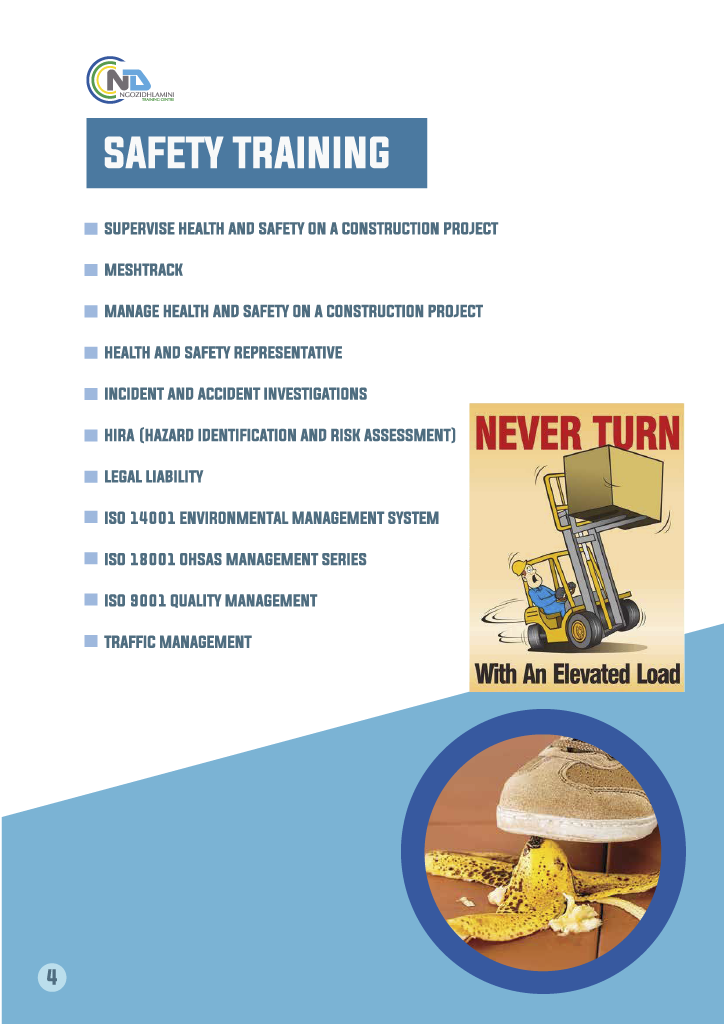 ND
NGOZIDHLAMINI
TRAINING CENTRE
SAFETY TRAINING
SUPERVISE HEALTH AND SAFETY ON A CONSTRUCTION PROJECT
MESHTRACK
MANAGE HEALTH AND SAFETY ON A CONSTRUCTION PROJECT
HEALTH AND SAFETY REPRESENTATIVE
INCIDENT AND ACCIDENT INVESTIGATIONS
HIRA (HAZARD IDENTIFICATION AND RISK ASSESSMENT)
LEGAL LIABILITY
ISO 14001 ENVIRONMENTAL MANAGEMENT SYSTEM
ISO 18001 OHSAS MANAGEMENT SERIES
ISO 9001 QUALITY MANAGEMENT
TRAFFIC MANAGEMENT
NEVER TURN
With An Elevated Load
4